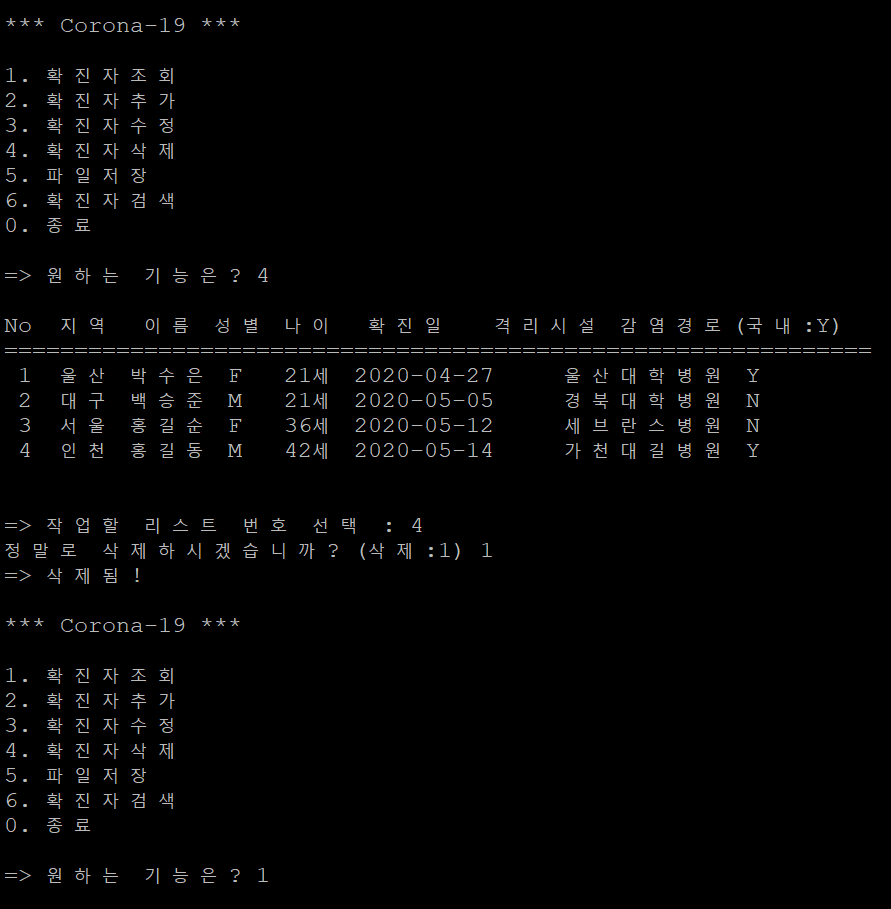 *** Corona-19 ***
1. 확진자조회
2. 확진자추가
3. 확진자수정
4. 확진자삭제
5. 파일저장
6. 확진자검색
0. 종료
=> 원하는 기능은? 4
No 지역 이름 성별 나이 확진일 격리시설 감염경로(국내:Y)
==============================================================
1 울산 박수은 F 21세 2020-04-27 울산대학병원 Y
2 대구 백승준 M 21세 2020-05-05 경북대학병원 N
3 서울 홍길순 F 36세 2020-05-12 세브란스병원 N
4 인천 홍길동 M 42세 2020-05-14 가천대길병원 Y
=> 작업할 리스트 번호 선택 : 4
정말로 삭제하시겠습니까? (삭제:1) 1
=> 삭제됨!
*** Corona-19 ***
1. 확진자조회
2. 확진자추가
3. 확진자수정
4. 확진자삭제
5. 파일저장
6. 확진자검색
0. 종료
=> 원하는 기능은? 1